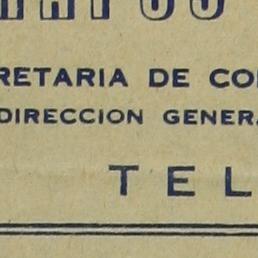 RETARIA DE CO
DIRECCION GENER
TEL